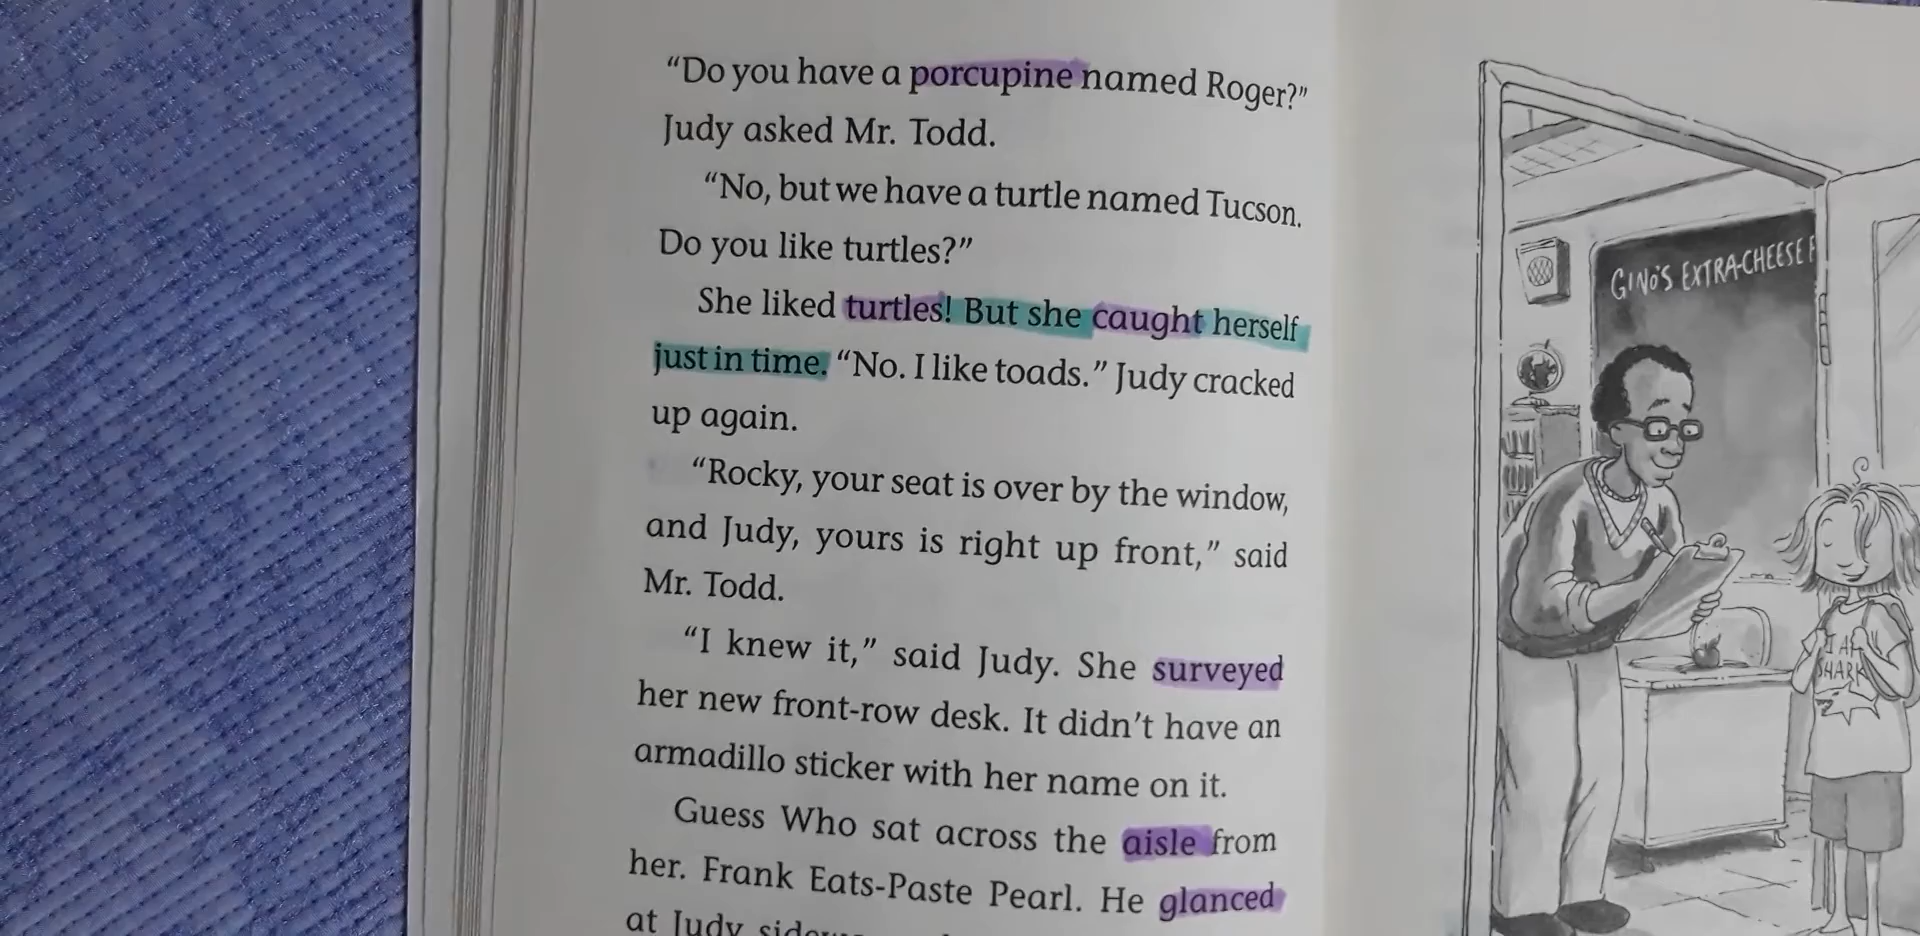 “Do you have a porcupine named Roger?”
Judy asked Mr. Todd.
“No, but we have a turtle named Tucson.
Do you like turtles?”
She liked turtles! But she caught herself
just in time. “No. I like toads.” Judy cracked
up again.
“Rocky, your seat is over by the window,
and Judy, yours is right up front,” said
Mr. Todd.
“I knew it,” said Judy. She surveyed
her new front-row desk. It didn’t have an
armadillo sticker with her name on it.
Guess Who sat across the aisle from
her. Frank Eats-Paste Pearl. He glanced
at Judy
GINO'S EXTRA-CHEESE
SHARK